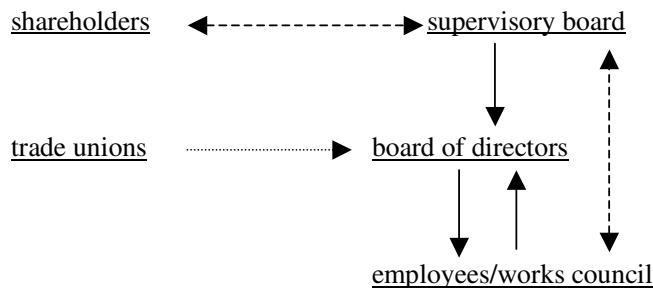 shareholders
supervisory board
trade unions
board of directors
employees/works council